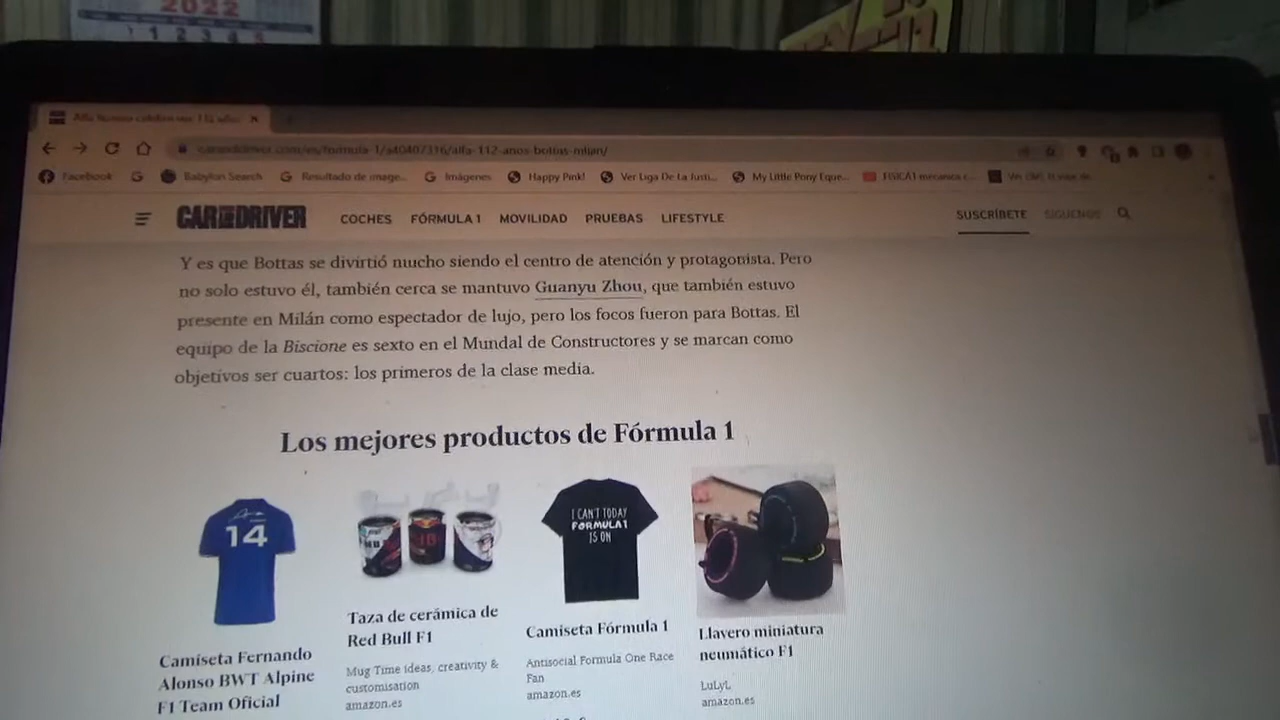 2022
1 2 3 4 5
Alfa Romeo celebra sus 112 años
caranddriver.com/es/formula-1/a40407316/alfa-112-anos-bottas-milan/
Facebook G Babylon Search Resultado de image... Imágenes Happy Pink! Ver Liga De La Justi... My Little Pony Eque... FISICA1 mecanica c...
CAR AND DRIVER COCHES FÓRMULA 1 MOVILIDAD PRUEBAS LIFESTYLE SUSCRÍBETE SÍGUENOS
Y es que Bottas se divirtió mucho siendo el centro de atención y protagonista. Pero
no solo estuvo él, también cerca se mantuvo Guanyu Zhou, que también estuvo
presente en Milán como espectador de lujo, pero los focos fueron para Bottas. El
equipo de la Biscione es sexto en el Mundal de Constructores y se marcan como
objetivos ser cuartos: los primeros de la clase media.
Los mejores productos de Fórmula 1
14
I CAN'T TODAY
FORMULA 1
IS ON
Camiseta Fernando
Alonso BWT Alpine
F1 Team Oficial
Taza de cerámica de
Red Bull F1
Mug Time ideas, creativity &
customisation
amazon.es
Camiseta Fórmula 1
Antisocial Formula One Race
Fan
amazon.es
Llavero miniatura
neumático F1
LuLyL
amazon.es